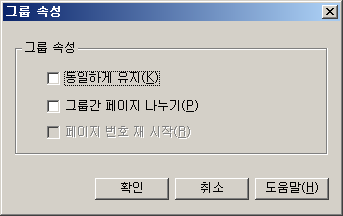 그룹 속성
그룹 속성
동일하게 유지(K)
그룹간 페이지 나누기(P)
페이지 번호 재 시작(R)
확인 취소 도움말(H)